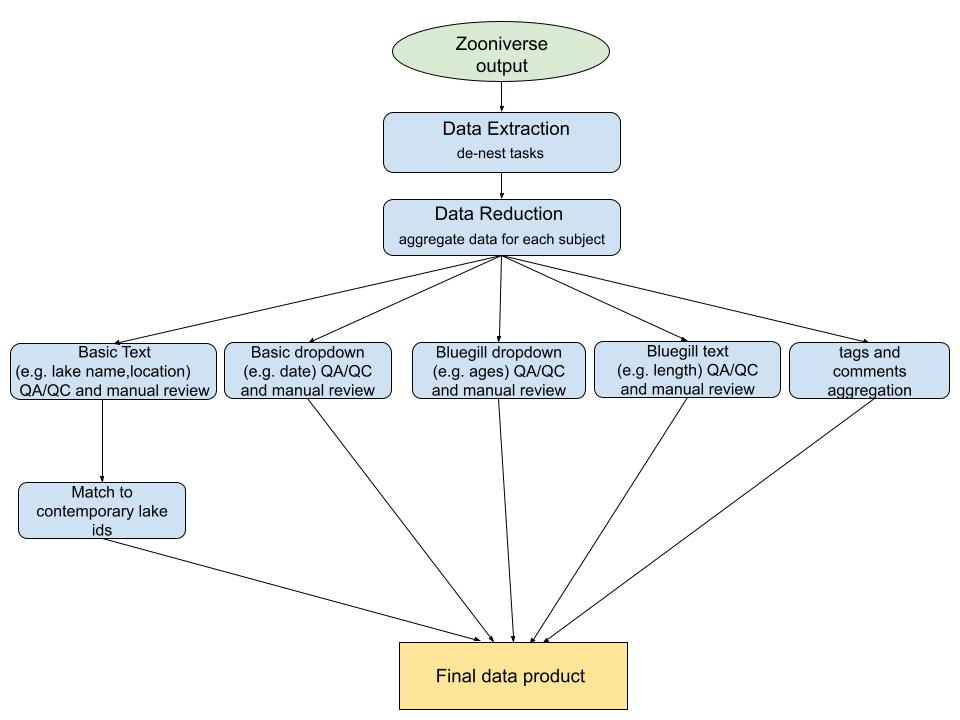 Zooniverse
output
Data Extraction
de-nest tasks
Data Reduction
aggregate data for each subject
Basic Text
(e.g. lake name,location)
QA/QC and manual review
Basic dropdown
(e.g. date) QA/QC
and manual review
Bluegill dropdown
(e.g. ages) QA/QC
and manual review
Bluegill text
(e.g. length) QA/QC
and manual review
tags and
comments
aggregation
Match to
contemporary lake
ids
Final data product